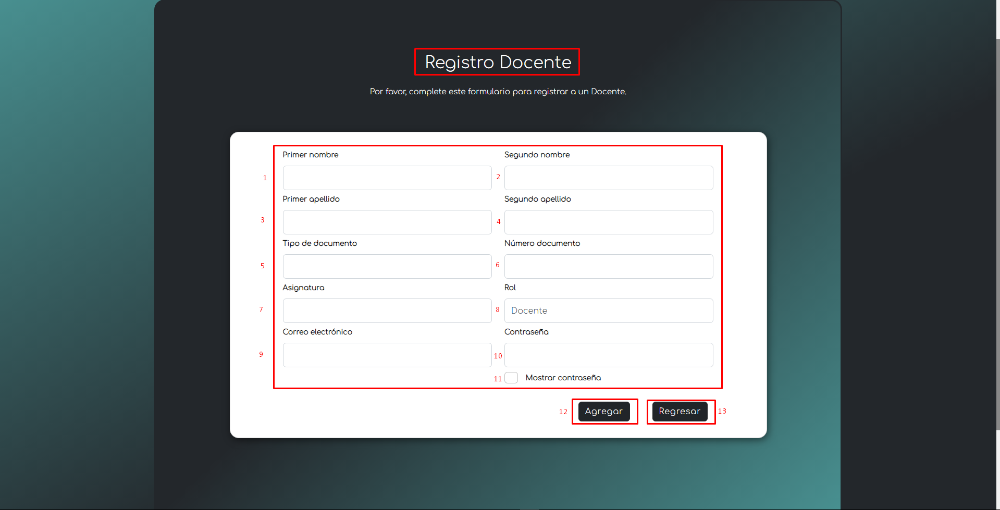 Registro Docente
Por favor, complete este formulario para registrar a un Docente.
Primer nombre
Segundo nombre
1
2
Primer apellido
Segundo apellido
3
4
Tipo de documento
Número documento
5
6
Asignatura
Rol
7
8
Docente
Correo electrónico
Contraseña
9
10
11
Mostrar contraseña
12
Agregar
Regresar
13